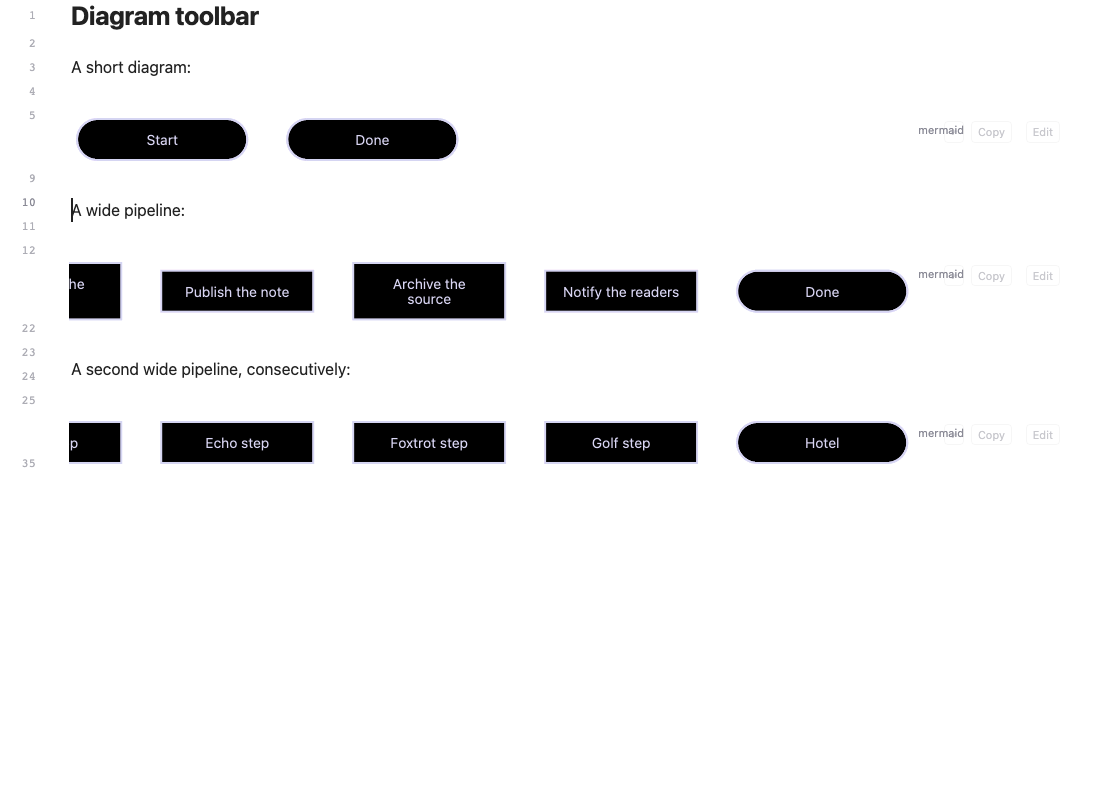 1 Diagram toolbar
2
3 A short diagram:
4
5
Start Done mermaid Copy Edit
9
10 A wide pipeline:
11
12
he Publish the note Archive the source Notify the readers Done mermaid Copy Edit
22
23
A second wide pipeline, consecutively:
24
25
p Echo step Foxtrot step Golf step Hotel mermaid Copy Edit
35